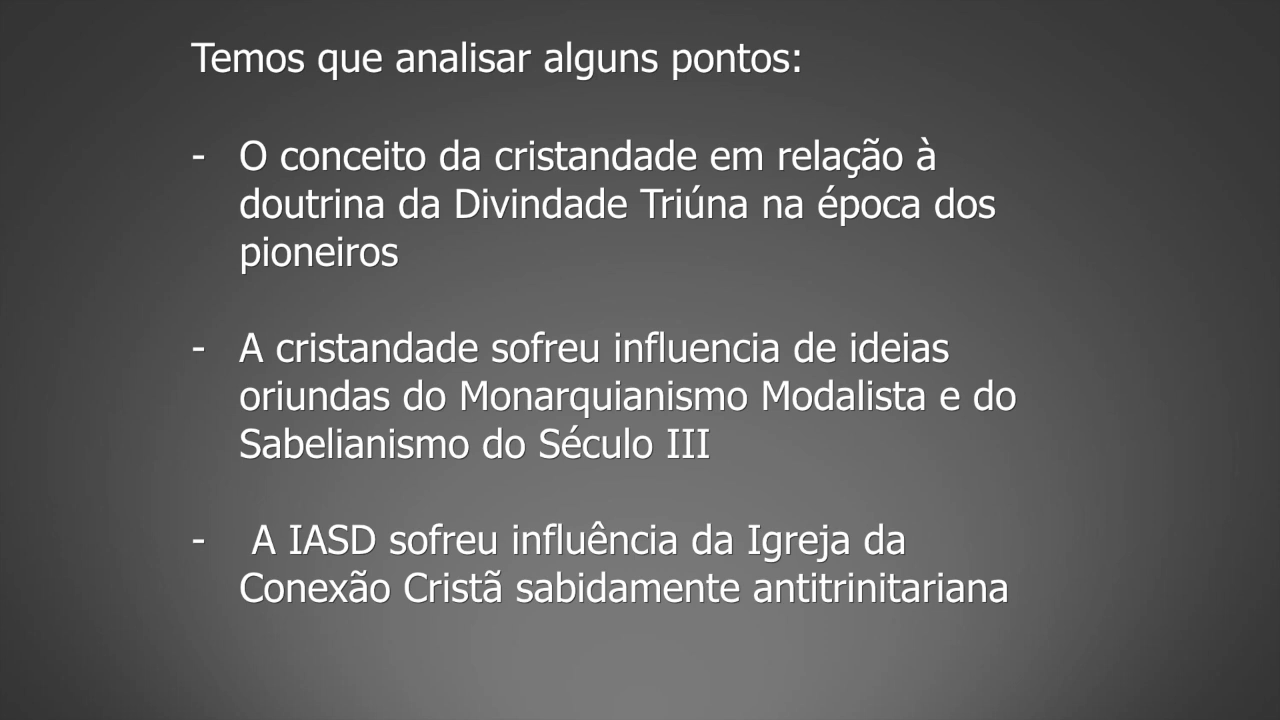 Temos que analisar alguns pontos:
- O conceito da cristandade em relação à
doutrina da Divindade Triúna na época dos
pioneiros
- A cristandade sofreu influencia de ideias
oriundas do Monarquianismo Modalista e do
Sabelianismo do Século III
- A IASD sofreu influência da Igreja da
Conexão Cristã sabidamente antitrinitariana